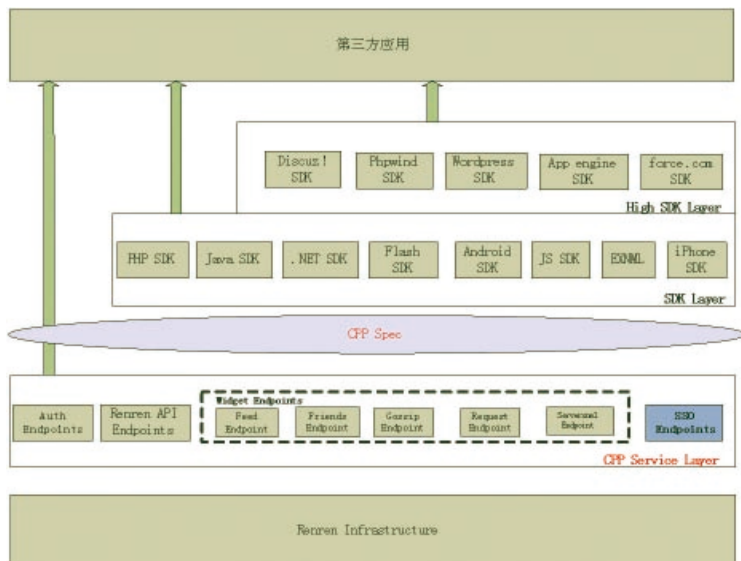 第三方应用
Discuz!
SDK
Phpwind
SDK
Wordpress
SDK
App engine
SDK
force.com
SDK
High SDK Layer
PHP SDK
Java SDK
.NET SDK
Flash
SDK
Android
SDK
JS SDK
EXNML
iPhone
SDK
SDK Layer
CPP Spec
Widget Endpoints
Auth
Endpoints
Renren API
Endpoints
Feed
Endpoint
Friends
Endpoint
Gossip
Endpoint
Request
Endpoint
Endpoint
SSO
Endpoints
CPP Service Layer
Renren Infrastructure